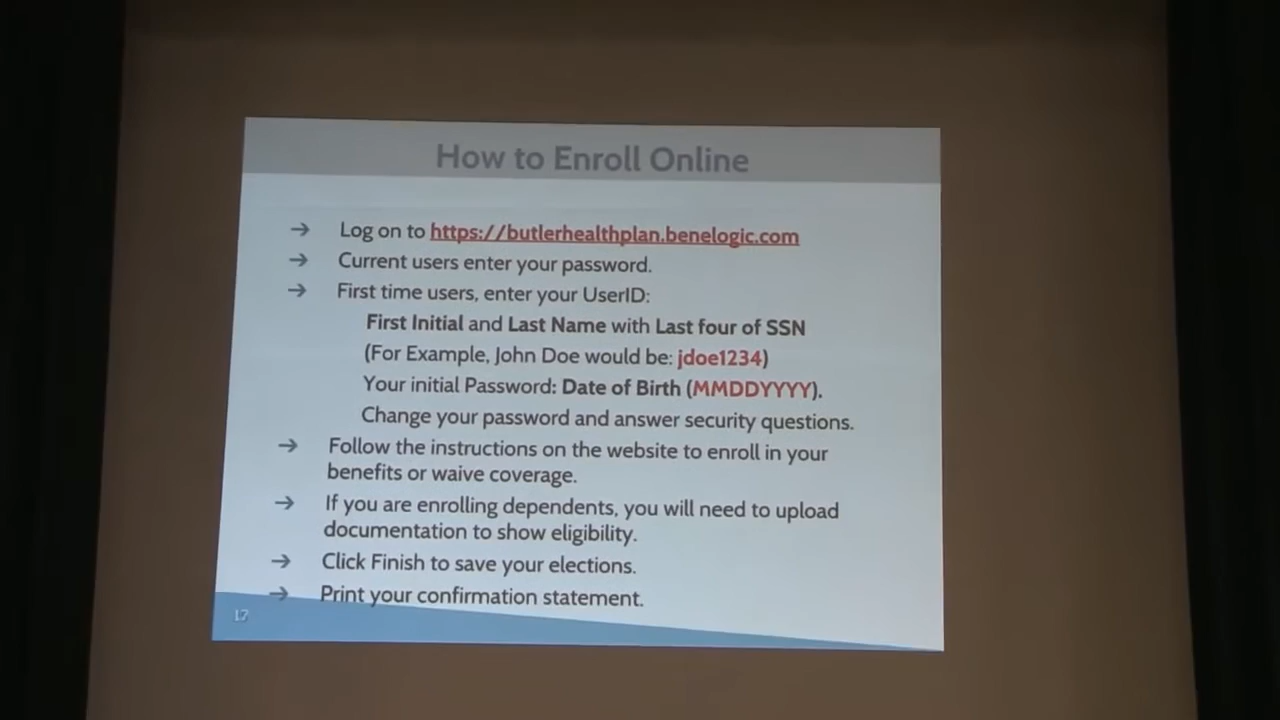 How to Enroll Online
→ Log on to https://butlerhealthplan.benelogic.com
→ Current users enter your password.
→ First time users, enter your UserID:
First Initial and Last Name with Last four of SSN
(For Example, John Doe would be: jdoe1234)
Your initial Password: Date of Birth (MMDDYYYY).
Change your password and answer security questions.
→ Follow the instructions on the website to enroll in your
benefits or waive coverage.
→ If you are enrolling dependents, you will need to upload
documentation to show eligibility.
→ Click Finish to save your elections.
→ Print your confirmation statement.
17